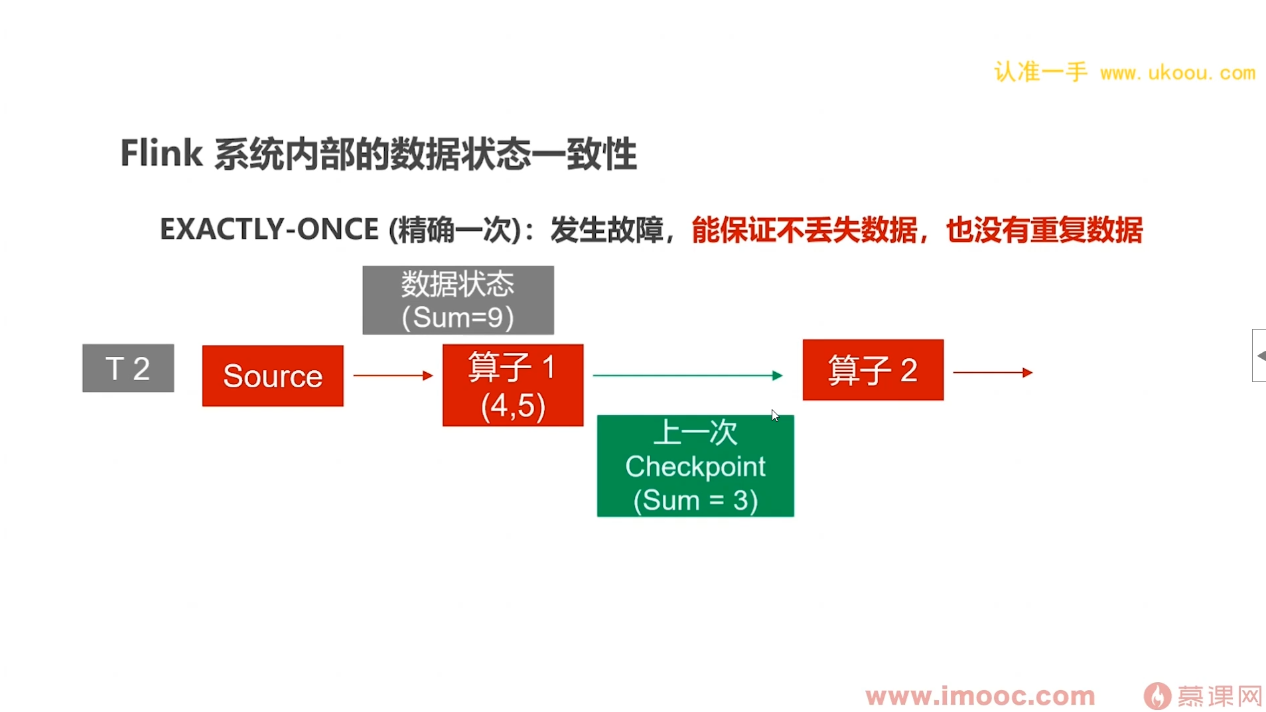 认准一手 www.ukoou.com
Flink 系统内部的数据状态一致性
EXACTLY-ONCE (精确一次)：发生故障，能保证不丢失数据，也没有重复数据
数据状态
(Sum=9)
T 2
Source
算子 1
(4,5)
算子 2
上一次
Checkpoint
(Sum = 3)
www.imooc.com
慕课网